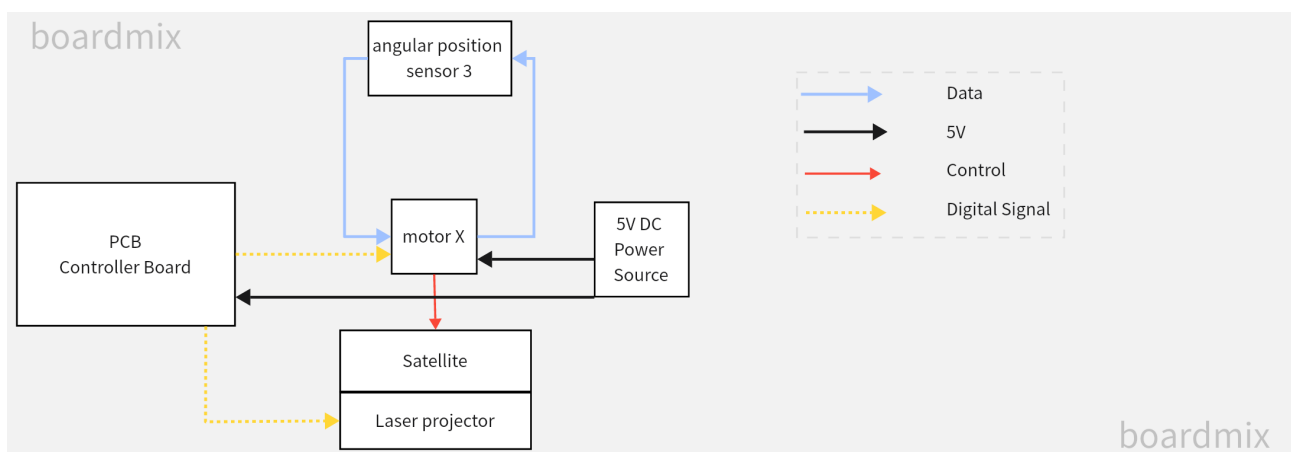 boardmix
angular position
sensor 3
Data
5V
Control
Digital Signal
PCB
Controller Board
motor X
5V DC
Power
Source
Satellite
Laser projector
boardmix